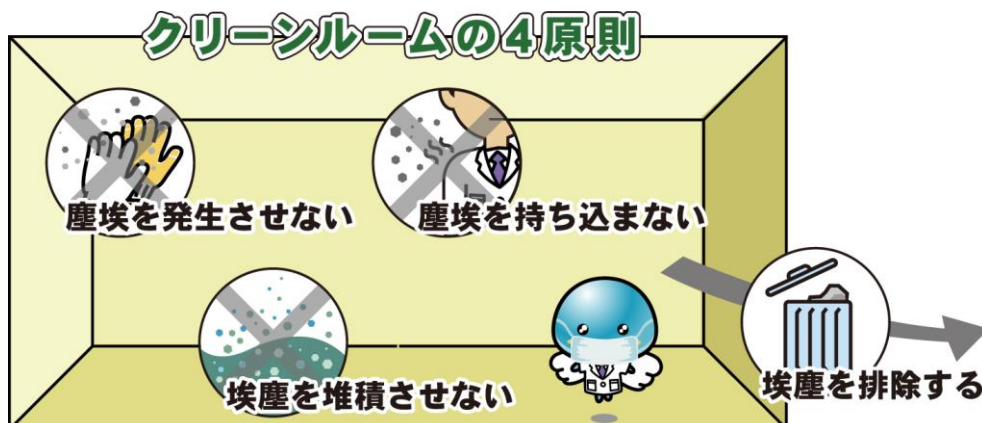 クリーンルームの4原則
塵埃を発生させない
塵埃を持ち込まない
埃塵を堆積させない
埃塵を排除する